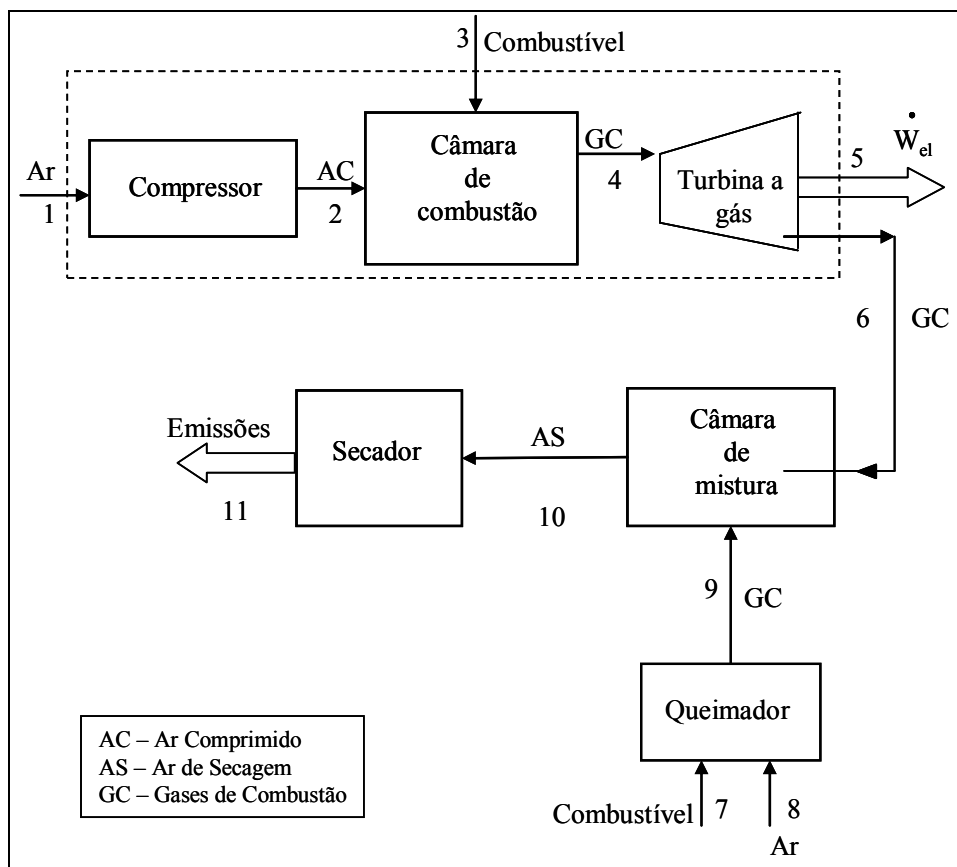 3
Combustível
Ar
1
Compressor
AC
2
Câmara
de
combustão
GC
4
Turbina a
gás
5
Ẇel
6
GC
Emissões
11
Secador
AS
10
Câmara
de
mistura
9
GC
Queimador
Combustível
7
8
Ar
AC – Ar Comprimido
AS – Ar de Secagem
GC – Gases de Combustão